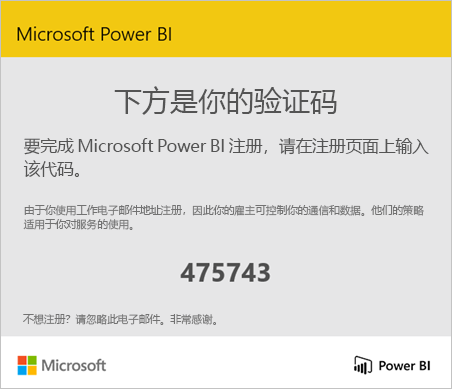 Microsoft Power BI
下方是你的验证码
要完成 Microsoft Power BI 注册，请在注册页面上输入
该代码。
由于你使用工作电子邮件地址注册，因此你的雇主可控制你的通信和数据。他们的策略
适用于你对服务的使用。
475743
不想注册？请忽略此电子邮件。非常感谢。
Microsoft
Power BI